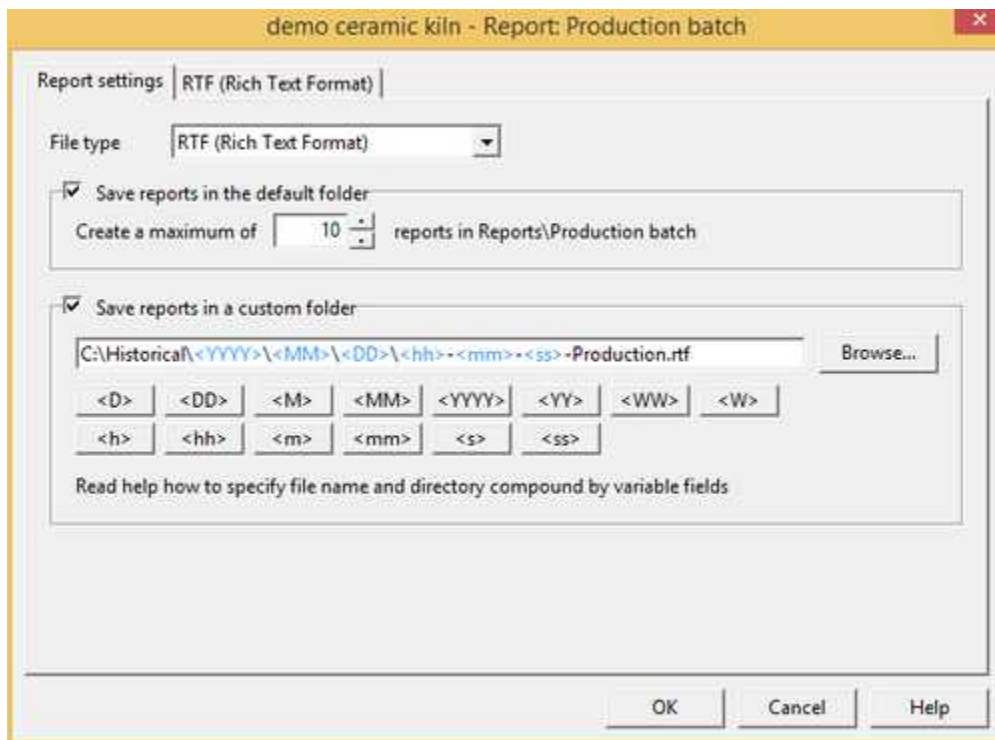 demo ceramic kiln - Report: Production batch
Report settings RTF (Rich Text Format)
File type RTF (Rich Text Format)
Save reports in the default folder
Create a maximum of 10 reports in Reports\Production batch
Save reports in a custom folder
C:\Historical\<YYYY>\<MM>\<DD>\<hh>-<mm>-<ss>-Production.rtf Browse...
<D> <DD> <M> <MM> <YYYY> <YY> <WW> <W>
<h> <hh> <m> <mm> <s> <ss>
Read help how to specify file name and directory compound by variable fields
OK Cancel Help